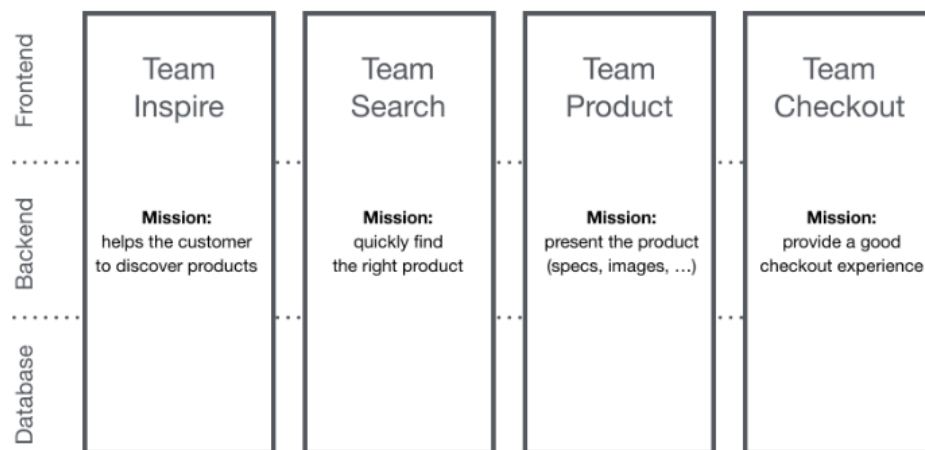 Frontend
Team
Inspire
Team
Search
Team
Product
Team
Checkout
Backend
Mission:
helps the customer
to discover products
Mission:
quickly find
the right product
Mission:
present the product
(specs, images, …)
Mission:
provide a good
checkout experience
Database